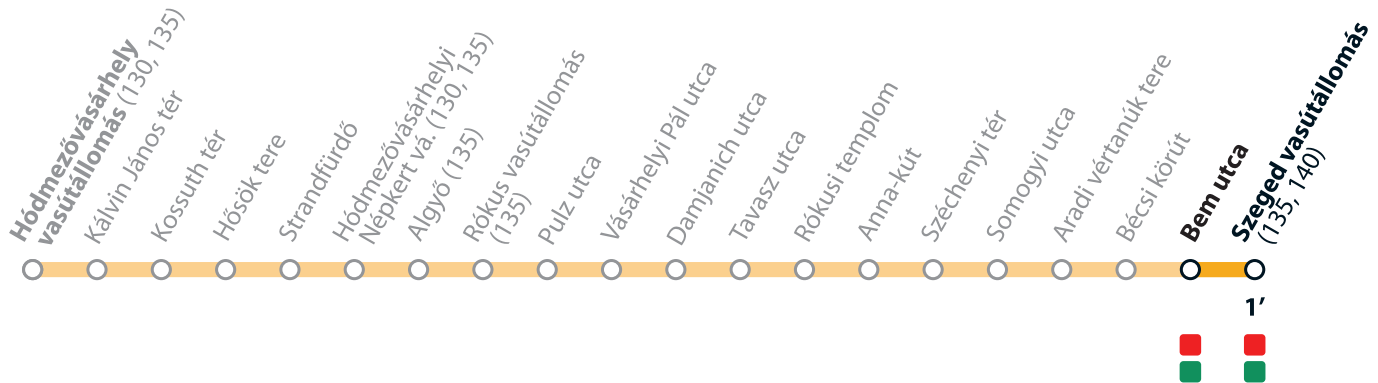 Hódmezővásárhely
vasútállomás (130, 135)
Kálvin János tér
Kossuth tér
Hősök tere
Strandfürdő
Hódmezővásárhelyi
Népkert vá. (130, 135)
Algyő (135)
Rókus vasútállomás
(135)
Pulz utca
Vásárhelyi Pál utca
Damjanich utca
Tavasz utca
Rókusi templom
Anna-kút
Széchenyi tér
Somogyi utca
Aradi vértanúk tere
Bécsi körút
Bem utca
Szeged vasútállomás
(135, 140)
1’